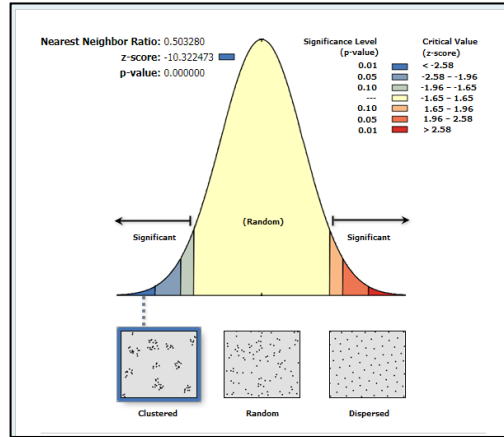 Nearest Neighbor Ratio: 0.503280
z-score: -10.322473
p-value: 0.000000
Significance Level
(p-value)
Critical Value
(z-score)
0.01 < -2.58
0.05 -2.58 – -1.96
0.10 -1.96 – -1.65
--- -1.65 – 1.65
0.10 1.65 – 1.96
0.05 1.96 – 2.58
0.01 > 2.58
(Random)
Significant
Significant
Clustered
Random
Dispersed